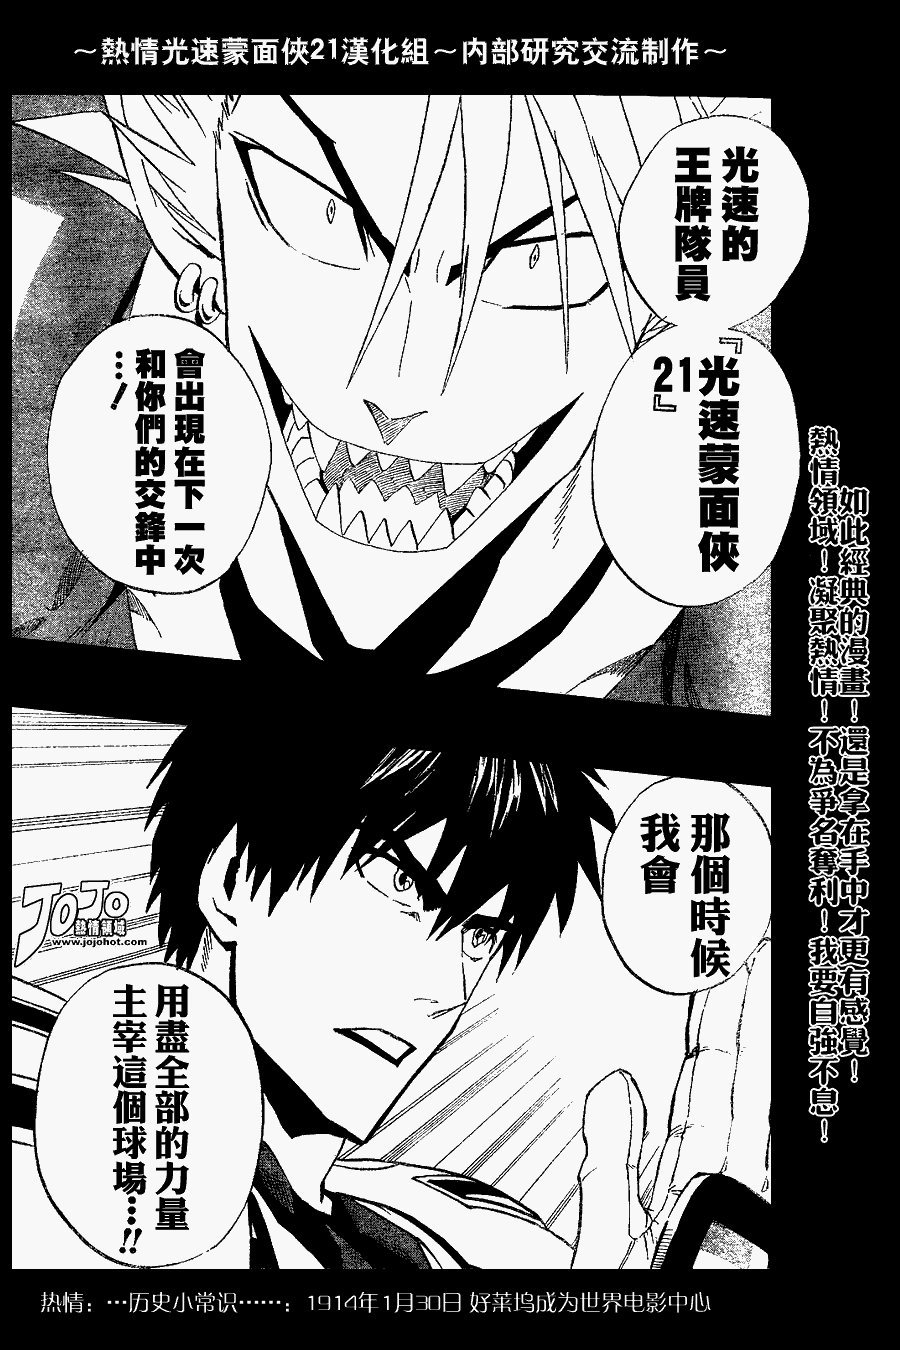 ～熱情光速蒙面俠21漢化組～内部研究交流制作～
光速的
王牌隊員
『光速蒙面俠
21』
會出現在下一次
和你們的交鋒中
…！
那個時候
我會
用盡全部的力量
主宰這個球場…!!
JOJO
熱情領域
www.jojohot.com
如此經典的漫畫！還是拿在手中才更有感覺！
熱情領域！凝聚熱情！不為爭名奪利！我要自強不息！
热情：…历史小常识……：1914年1月30日 好莱坞成为世界电影中心